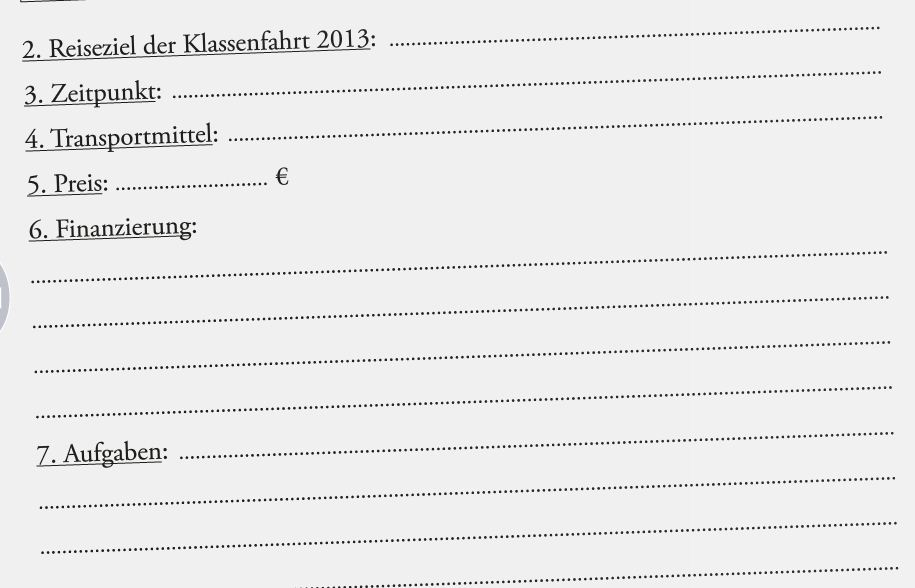 2. Reiseziel der Klassenfahrt 2013: ................................................................
3. Zeitpunkt: ................................................................
4. Transportmittel: ................................................................
5. Preis: ............................ €
6. Finanzierung:
................................................................
................................................................
................................................................
................................................................
7. Aufgaben: ................................................................
................................................................
................................................................
................................................................